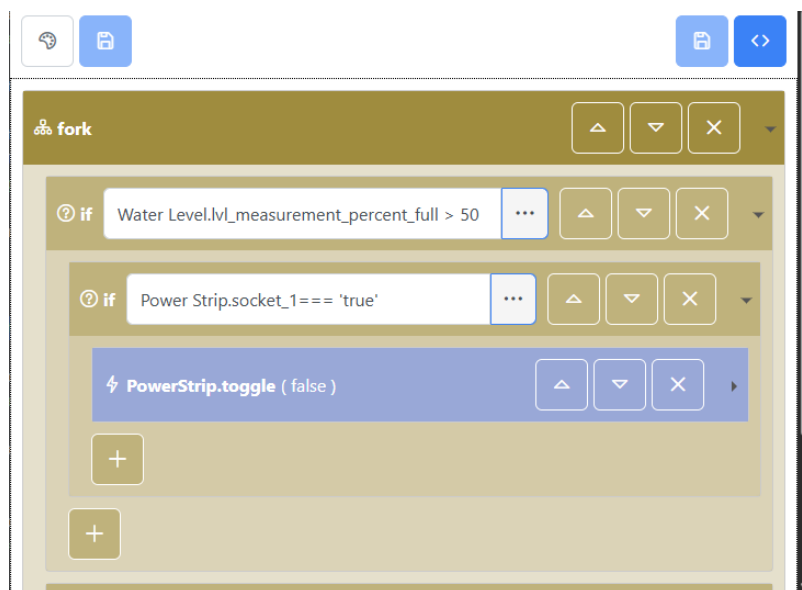 fork
if Water Level.lvl_measurement_percent_full > 50 ...
if Power Strip.socket_1=== 'true' ...
PowerStrip.toggle ( false )